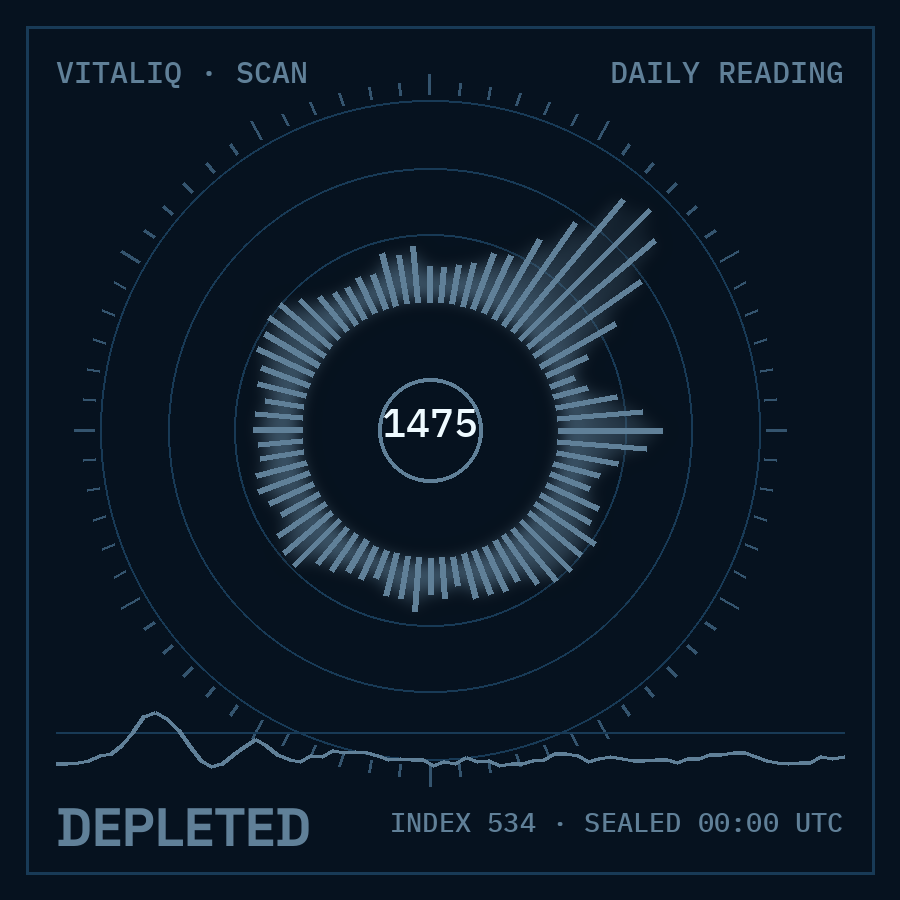 VITALIQ · SCAN
DAILY READING
1475
DEPLETED
INDEX 534 · SEALED 00:00 UTC